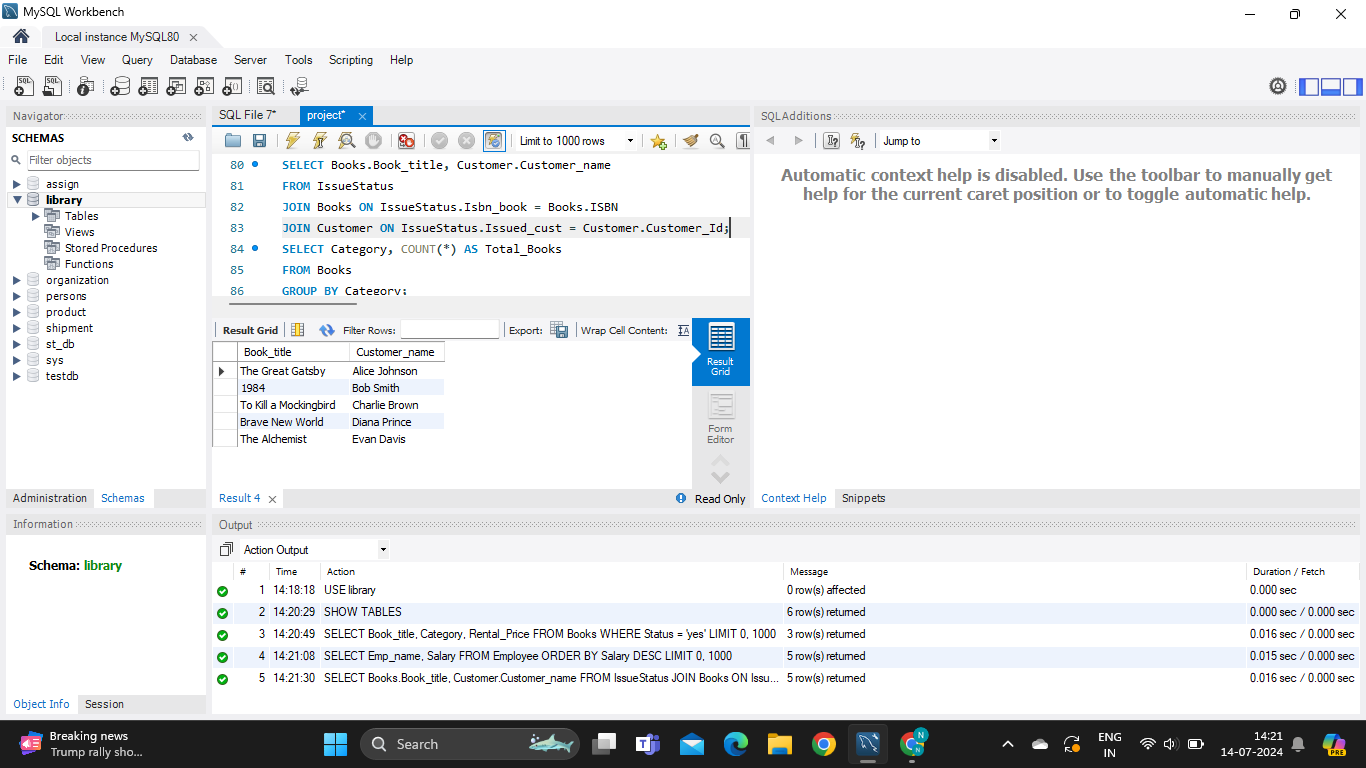 MySQL Workbench
Local instance MySQL80
File Edit View Query Database Server Tools Scripting Help
Navigator
SCHEMAS
Filter objects
assign
library
Tables
Views
Stored Procedures
Functions
organization
persons
product
shipment
st_db
sys
testdb
Administration Schemas
Information
Schema: library
Object Info Session
SQL File 7* project*
Limit to 1000 rows
80 SELECT Books.Book_title, Customer.Customer_name
81 FROM IssueStatus
82 JOIN Books ON IssueStatus.Isbn_book = Books.ISBN
83 JOIN Customer ON IssueStatus.Issued_cust = Customer.Customer_Id;
84 SELECT Category, COUNT(*) AS Total_Books
85 FROM Books
86 GROUP BY Category;
Result Grid Filter Rows: Export: Wrap Cell Content:
Book_title Customer_name
The Great Gatsby Alice Johnson
1984 Bob Smith
To Kill a Mockingbird Charlie Brown
Brave New World Diana Prince
The Alchemist Evan Davis
Result
Grid
Form
Editor
Result 4 Read Only
SQLAdditions
Jump to
Automatic context help is disabled. Use the toolbar to manually get
help for the current caret position or to toggle automatic help.
Context Help Snippets
Output
Action Output
# Time Action Message Duration / Fetch
1 14:18:18 USE library 0 row(s) affected 0.000 sec
2 14:20:29 SHOW TABLES 6 row(s) returned 0.000 sec / 0.000 sec
3 14:20:49 SELECT Book_title, Category, Rental_Price FROM Books WHERE Status = 'yes' LIMIT 0, 1000 3 row(s) returned 0.016 sec / 0.000 sec
4 14:21:08 SELECT Emp_name, Salary FROM Employee ORDER BY Salary DESC LIMIT 0, 1000 5 row(s) returned 0.015 sec / 0.000 sec
5 14:21:30 SELECT Books.Book_title, Customer.Customer_name FROM IssueStatus JOIN Books ON Issu... 5 row(s) returned 0.016 sec / 0.000 sec
Breaking news
Trump rally sho...
Search
ENG
IN
14:21
14-07-2024